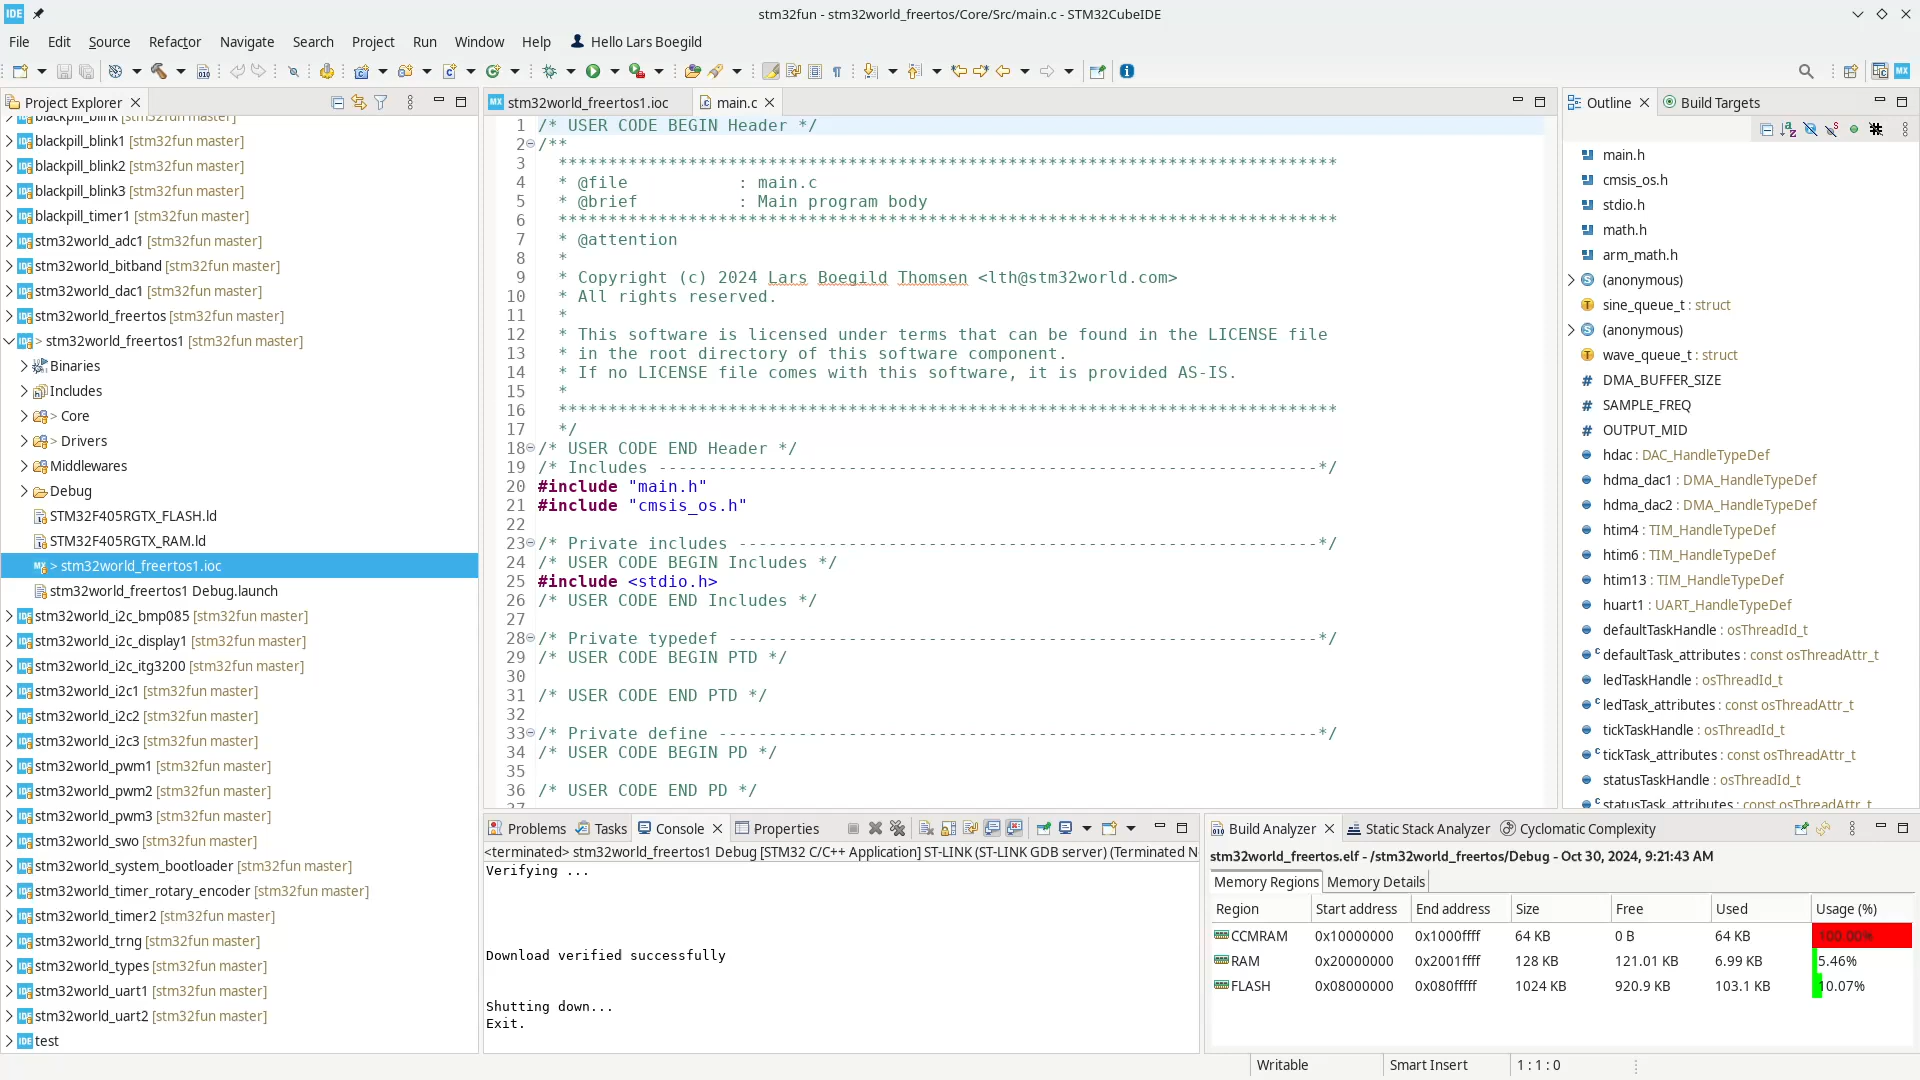 IDE
stm32fun - stm32world_freertos/Core/Src/main.c - STM32CubeIDE
File Edit Source Refactor Navigate Search Project Run Window Help Hello Lars Boegild
Project Explorer
blackpill_blink [stm32fun master]
blackpill_blink1 [stm32fun master]
blackpill_blink2 [stm32fun master]
blackpill_blink3 [stm32fun master]
blackpill_timer1 [stm32fun master]
stm32world_adc1 [stm32fun master]
stm32world_bitband [stm32fun master]
stm32world_dac1 [stm32fun master]
stm32world_freertos [stm32fun master]
> stm32world_freertos1 [stm32fun master]
Binaries
Includes
> Core
> Drivers
Middlewares
Debug
STM32F405RGTX_FLASH.ld
STM32F405RGTX_RAM.ld
> stm32world_freertos1.ioc
stm32world_freertos1 Debug.launch
stm32world_i2c_bmp085 [stm32fun master]
stm32world_i2c_display1 [stm32fun master]
stm32world_i2c_itg3200 [stm32fun master]
stm32world_i2c1 [stm32fun master]
stm32world_i2c2 [stm32fun master]
stm32world_i2c3 [stm32fun master]
stm32world_pwm1 [stm32fun master]
stm32world_pwm2 [stm32fun master]
stm32world_pwm3 [stm32fun master]
stm32world_swo [stm32fun master]
stm32world_system_bootloader [stm32fun master]
stm32world_timer_rotary_encoder [stm32fun master]
stm32world_timer2 [stm32fun master]
stm32world_trng [stm32fun master]
stm32world_types [stm32fun master]
stm32world_uart1 [stm32fun master]
stm32world_uart2 [stm32fun master]
test
MX stm32world_freertos1.ioc main.c
1 /* USER CODE BEGIN Header */
2 /**
3 ******************************************************************************
4 * @file : main.c
5 * @brief : Main program body
6 ******************************************************************************
7 * @attention
8 *
9 * Copyright (c) 2024 Lars Boegild Thomsen <lth@stm32world.com>
10 * All rights reserved.
11 *
12 * This software is licensed under terms that can be found in the LICENSE file
13 * in the root directory of this software component.
14 * If no LICENSE file comes with this software, it is provided AS-IS.
15 *
16 ******************************************************************************
17 */
18 /* USER CODE END Header */
19 /* Includes ------------------------------------------------------------------*/
20 #include "main.h"
21 #include "cmsis_os.h"
22
23 /* Private includes ----------------------------------------------------------*/
24 /* USER CODE BEGIN Includes */
25 #include <stdio.h>
26 /* USER CODE END Includes */
27
28 /* Private typedef -----------------------------------------------------------*/
29 /* USER CODE BEGIN PTD */
30
31 /* USER CODE END PTD */
32
33 /* Private define ------------------------------------------------------------*/
34 /* USER CODE BEGIN PD */
35
36 /* USER CODE END PD */
37
Outline Build Targets
main.h
cmsis_os.h
stdio.h
math.h
arm_math.h
(anonymous)
sine_queue_t : struct
(anonymous)
wave_queue_t : struct
# DMA_BUFFER_SIZE
# SAMPLE_FREQ
# OUTPUT_MID
hdac : DAC_HandleTypeDef
hdma_dac1 : DMA_HandleTypeDef
hdma_dac2 : DMA_HandleTypeDef
htim4 : TIM_HandleTypeDef
htim6 : TIM_HandleTypeDef
htim13 : TIM_HandleTypeDef
huart1 : UART_HandleTypeDef
defaultTaskHandle : osThreadId_t
defaultTask_attributes : const osThreadAttr_t
ledTaskHandle : osThreadId_t
ledTask_attributes : const osThreadAttr_t
tickTaskHandle : osThreadId_t
tickTask_attributes : const osThreadAttr_t
statusTaskHandle : osThreadId_t
statusTask_attributes : const osThreadAttr_t
Problems Tasks Console Properties
<terminated> stm32world_freertos1 Debug [STM32 C/C++ Application] ST-LINK (ST-LINK GDB server) (Terminated N
Verifying ...
Download verified successfully
Shutting down...
Exit.
Build Analyzer Static Stack Analyzer Cyclomatic Complexity
stm32world_freertos.elf - /stm32world_freertos/Debug - Oct 30, 2024, 9:21:43 AM
Memory Regions Memory Details
Region Start address End address Size Free Used Usage (%)
CCMRAM 0x10000000 0x1000ffff 64 KB 0 B 64 KB 100.00%
RAM 0x20000000 0x2001ffff 128 KB 121.01 KB 6.99 KB 5.46%
FLASH 0x08000000 0x080fffff 1024 KB 920.9 KB 103.1 KB 10.07%
Writable Smart Insert 1 : 1 : 0